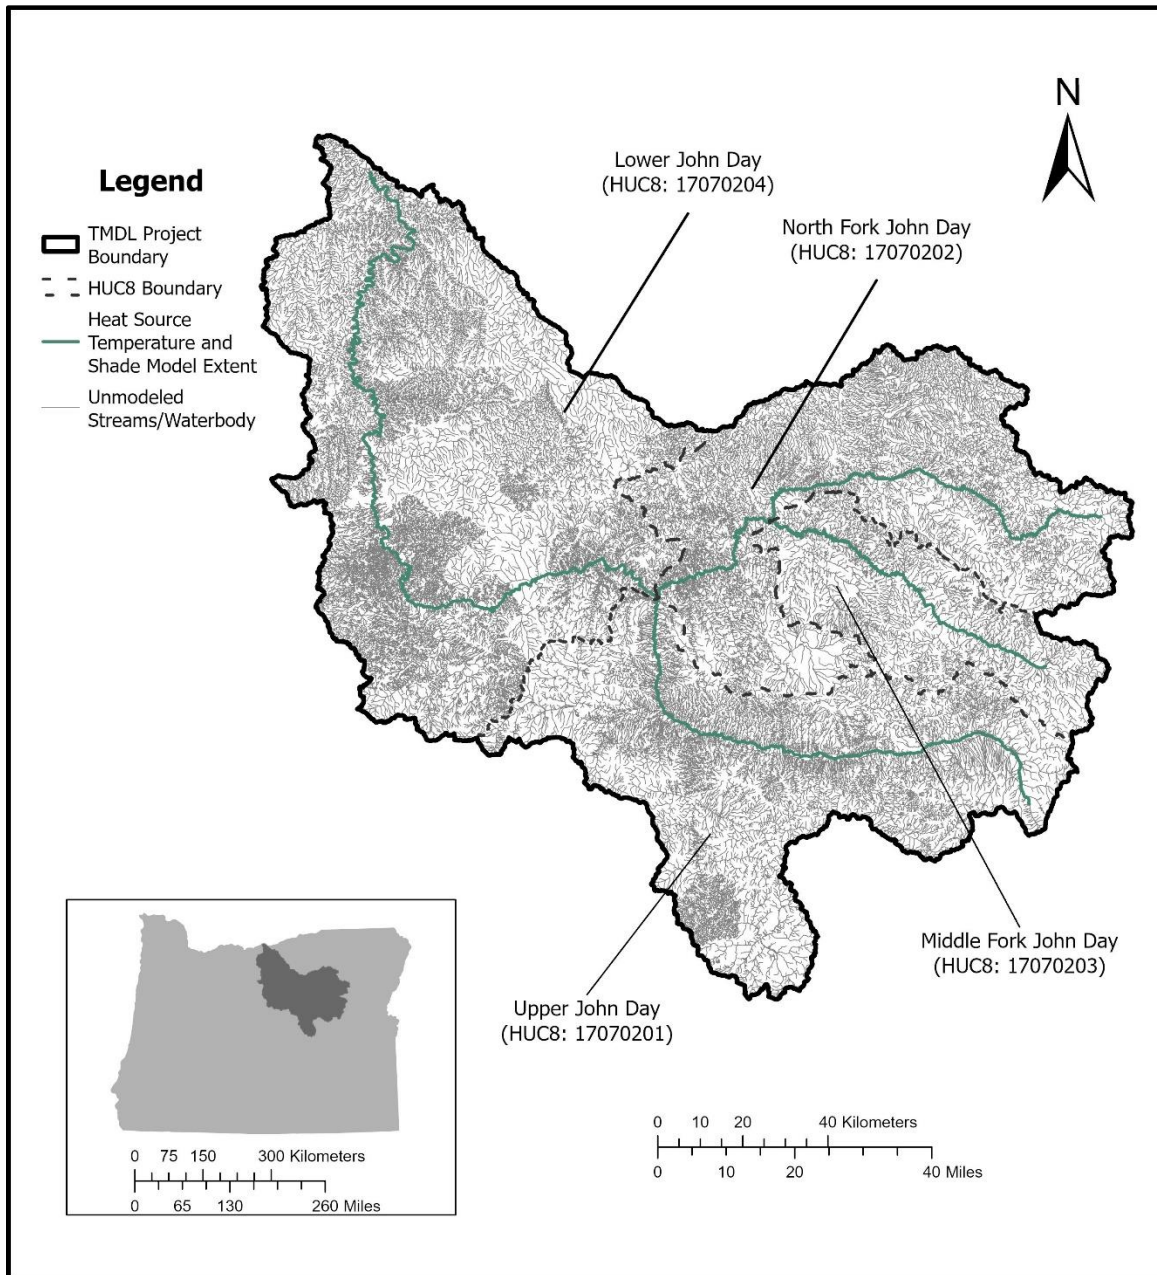 N
Lower John Day
(HUC8: 17070204)
North Fork John Day
(HUC8: 17070202)
Legend
TMDL Project
Boundary
HUC8 Boundary
Heat Source
Temperature and
Shade Model Extent
Unmodeled
Streams/Waterbody
Middle Fork John Day
(HUC8: 17070203)
Upper John Day
(HUC8: 17070201)
0 75 150 300 Kilometers
0 65 130 260 Miles
0 10 20 40 Kilometers
0 10 20 40 Miles